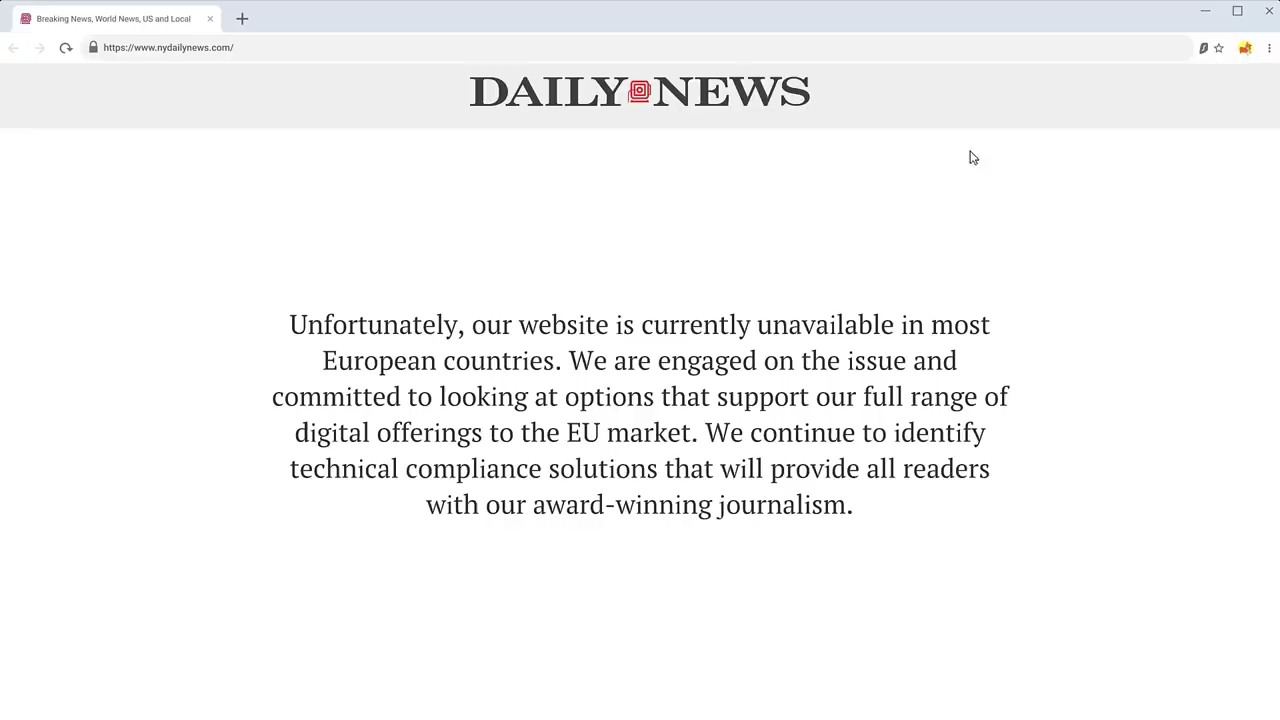 Breaking News, World News, US and Local
https://www.nydailynews.com/
DAILY NEWS
Unfortunately, our website is currently unavailable in most
European countries. We are engaged on the issue and
committed to looking at options that support our full range of
digital offerings to the EU market. We continue to identify
technical compliance solutions that will provide all readers
with our award-winning journalism.